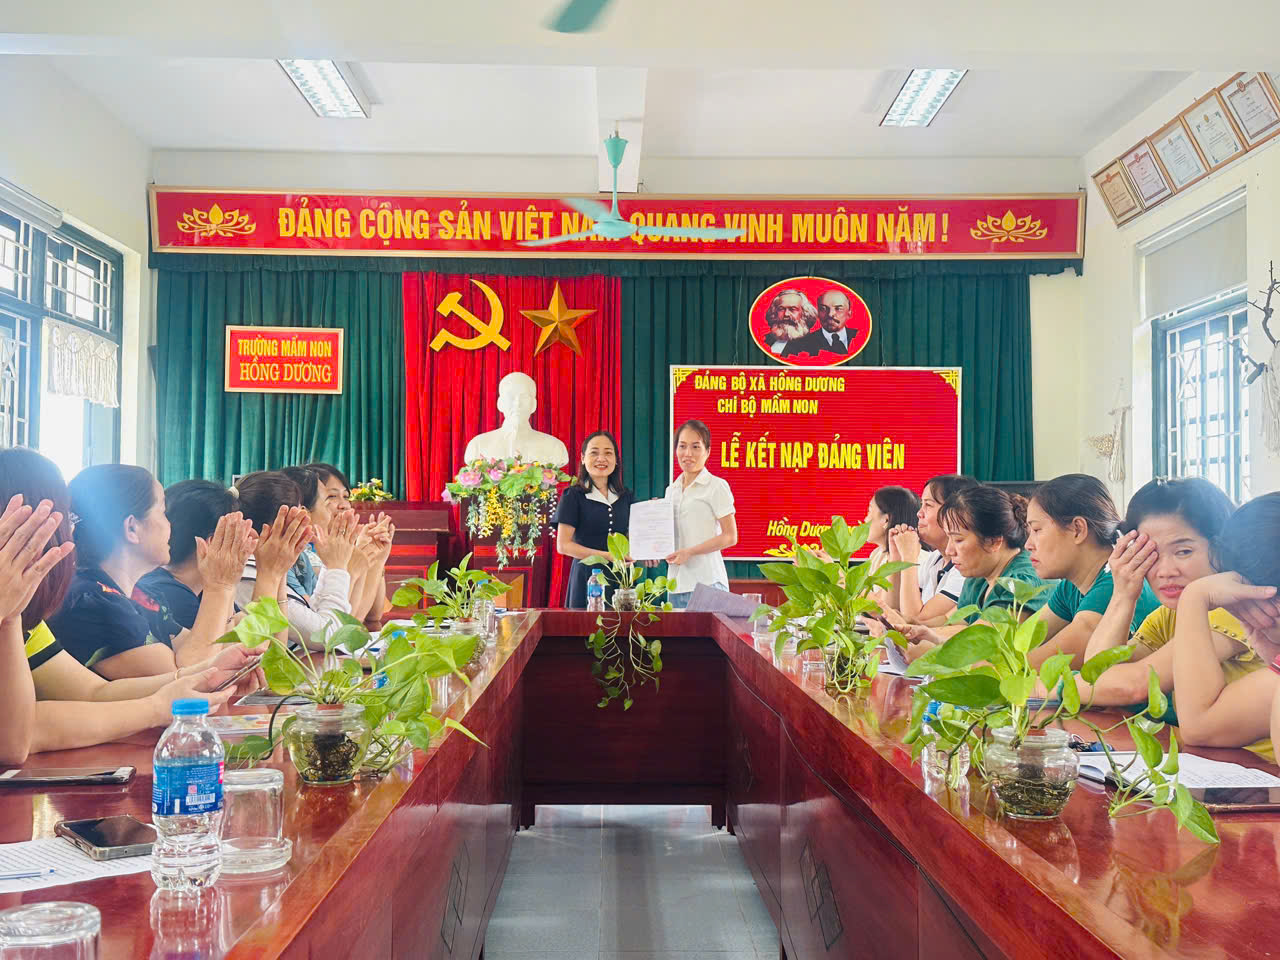 ĐẢNG CỘNG SẢN VIỆT NAM QUANG VINH MUÔN NĂM !
TRƯỜNG MẦM NON
HỒNG DƯƠNG
ĐẢNG BỘ XÃ HỒNG DƯƠNG
CHI BỘ MẦM NON
LỄ KẾT NẠP ĐẢNG VIÊN
Hồng Dương